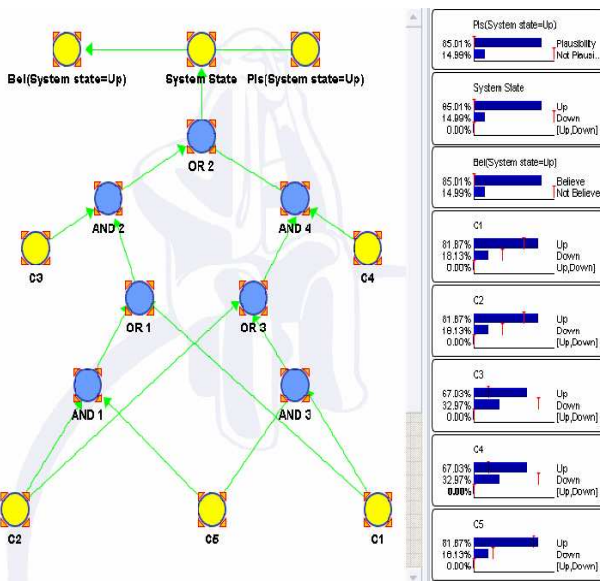 Bel(System state=Up)
System State
Pls(System state=Up)
OR 2
AND 2
AND 4
C3
C4
OR 1
OR 3
AND 1
AND 3
C2
C5
C1
Pls(System state=Up)
85.01% Plausibility
14.99% Not Plausi...
System State
85.01% Up
14.99% Down
0.00% [Up,Down]
Bel(System state=Up)
85.01% Believe
14.99% Not Believe
C1
81.87% Up
18.13% Down
0.00% Up,Down]
C2
81.87% Up
18.13% Down
0.00% [Up,Down]
C3
67.03% Up
32.97% Down
0.00% [Up,Down]
C4
67.03% Up
32.97% Down
0.00% [Up,Down]
C5
81.87% Up
18.13% Down
0.00% [Up,Down]